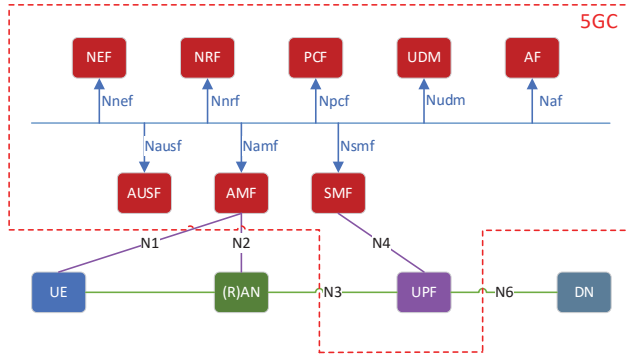 5GC
NEF NRF PCF UDM AF
Nnef Nnrf Npcf Nudm Naf
Nausf Namf Nsmf
AUSF AMF SMF
N1 N2 N4
UE (R)AN N3 UPF N6 DN